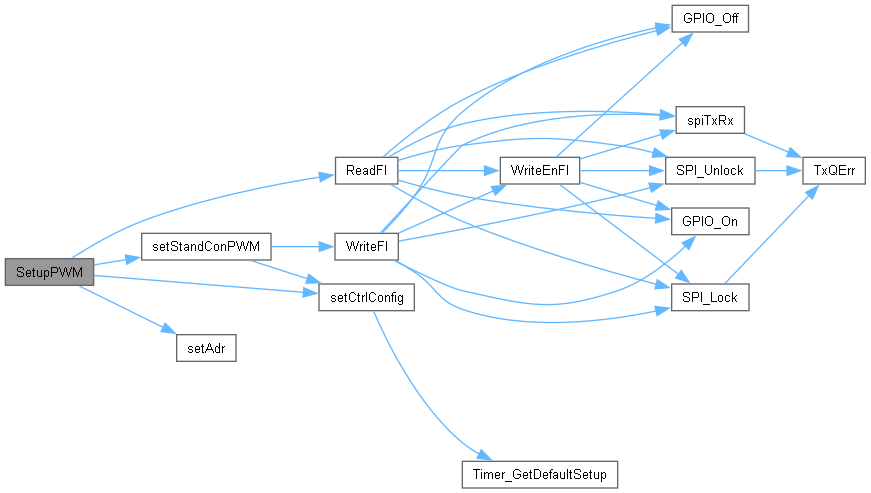 GPIO_Off
spiTxRx
ReadFl
WriteEnFl
SPI_Unlock
TxQErr
GPIO_On
setStandConPWM
WriteFl
SetupPWM
setCtrlConfig
SPI_Lock
setAdr
Timer_GetDefaultSetup